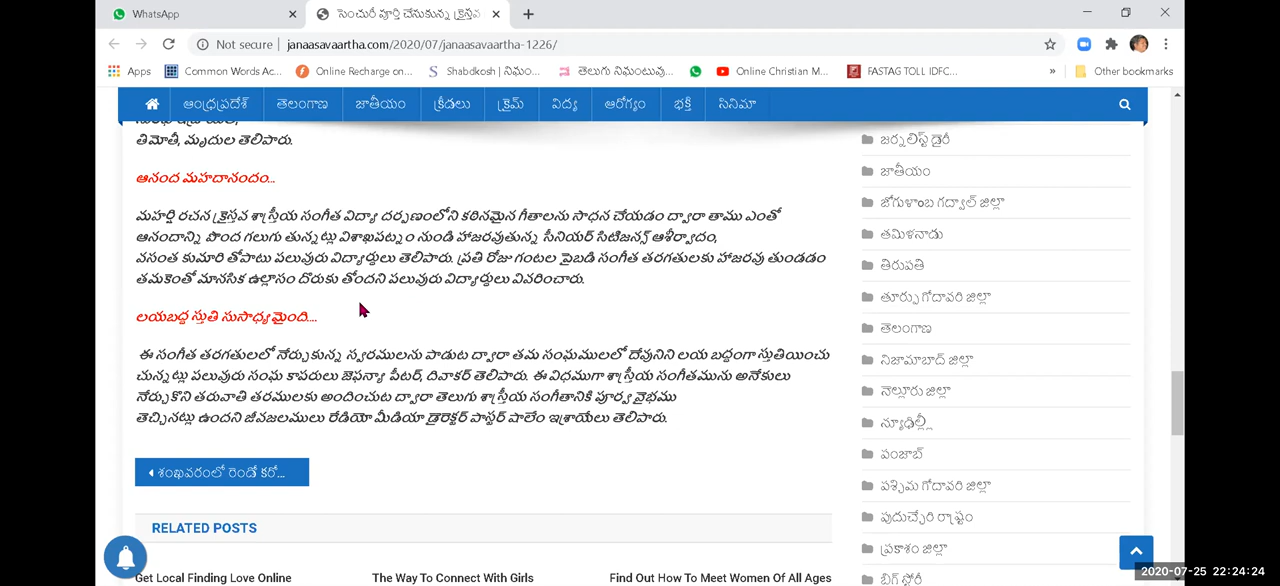 WhatsApp
సెంచురీ పూర్తి చేసుకున్న క్రైస్తవ
Not secure | janaasavaartha.com/2020/07/janaasavaartha-1226/
Apps Common Words Ac... Online Recharge on... Shabdkosh | నిఘం... తెలుగు నిఘంటువు... Online Christian M... FASTAG TOLL IDFC... » Other bookmarks
ఆంధ్రప్రదేశ్ తెలంగాణ జాతీయం క్రీడలు క్రైమ్ విద్య ఆరోగ్యం భక్తి సినిమా
తిమోతీ, మృదుల తెలిపారు.
ఆనంద మహదానందం...
మహర్షి రచన క్రైస్తవ శాస్త్రీయ సంగీత విద్యా దర్పణంలోని కఠినమైన గీతాలను సాధన చేయడం ద్వారా తాము ఎంతో
ఆనందాన్ని పొంద గలుగు తున్నట్లు విశాఖపట్నం నుండి హాజరవుతున్న సీనియర్ సిటిజన్స్ ఆశీర్వాదం,
వసంత కుమారి తోపాటు పలువురు విద్యార్థులు తెలిపారు. ప్రతి రోజు గంటల పైబడి సంగీత తరగతులకు హాజరవు తుండడం
తమకెంతో మానసిక ఉల్లాసం దొరుకు తోందని పలువురు విద్యార్థులు వివరించారు.
లయబద్ద స్తుతి సుసాధ్యమైంది....
ఈ సంగీత తరగతులలో నేర్చుకున్న స్వరములను పాడుట ద్వారా తమ సంఘములలో దేవునిని లయ బద్దంగా స్తుతియించు
చున్నట్లు పలువురు సంఘ కాపరులు జెఫన్యా పీటర్, దివాకర్ తెలిపారు. ఈ విధముగా శాస్త్రీయ సంగీతమును అనేకులు
నేర్చుకొని తరువాతి తరములకు అందించుట ద్వారా తెలుగు శాస్త్రీయ సంగీతానికి పూర్వ వైభము
తెచ్చినట్లు ఉందని జీవజలములు రేడియో మీడియా డైరెక్టర్ పాస్టర్ షాలేం ఇశ్రాయేలు తెలిపారు.
శంఖవరంలో రెండే కరో...
RELATED POSTS
Get Local Finding Love Online
The Way To Connect With Girls
Find Out How To Meet Women Of All Ages
జర్నలిస్ట్ డైరీ
జాతీయం
జోగుళాంబ గద్వాల్ జిల్లా
తమిళనాడు
తిరుపతి
తూర్పు గోదావరి జిల్లా
తెలంగాణ
నిజామాబాద్ జిల్లా
నెల్లూరు జిల్లా
న్యూఢిల్లీ
పంజాబ్
పశ్చిమ గోదావరి జిల్లా
పుదుచ్చేరి రాష్ట్రం
ప్రకాశం జిల్లా
బిగ్ స్టోరీ
2020-07-25 22:24:24